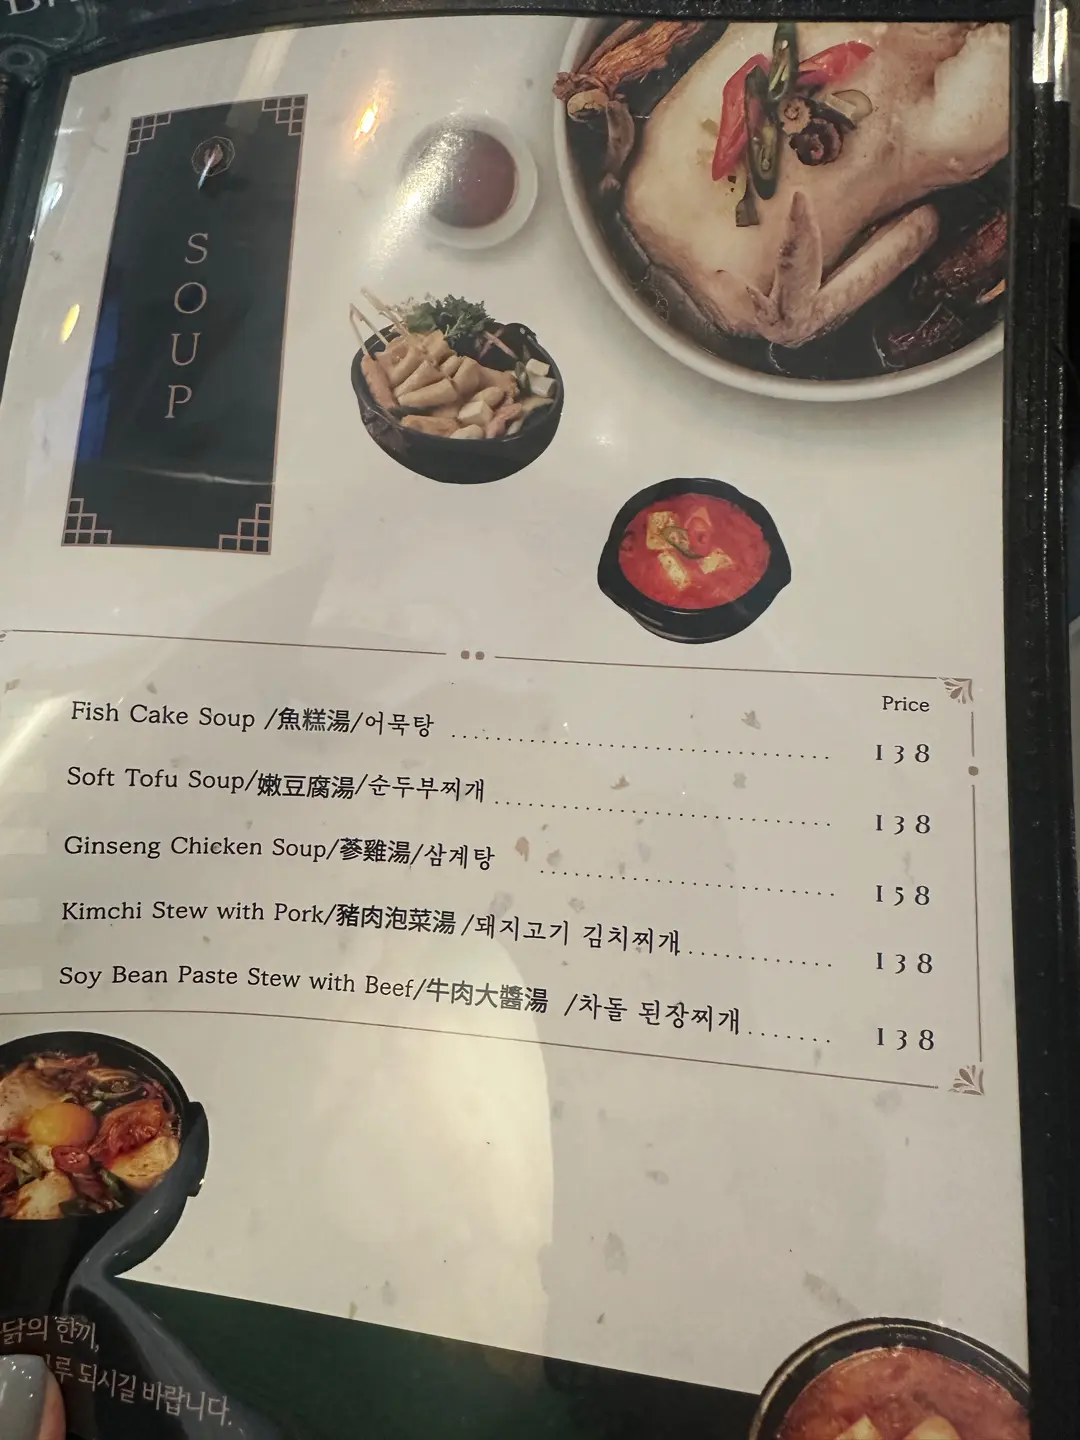 SOUP
Price
Fish Cake Soup /魚糕湯/어묵탕 .......... 138
Soft Tofu Soup/嫩豆腐湯/순두부찌개 .......... 138
Ginseng Chicken Soup/蔘雞湯/삼계탕 .......... 158
Kimchi Stew with Pork/豬肉泡菜湯 /돼지고기 김치찌개 .......... 138
Soy Bean Paste Stew with Beef/牛肉大醬湯 /차돌 된장찌개 ....... 138
닭의 한끼,
되시길 바랍니다.